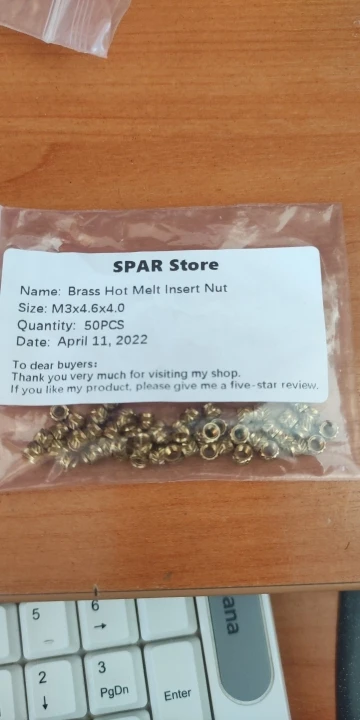 SPAR Store
Name: Brass Hot Melt Insert Nut
Size: M3x4.6x4.0
Quantity: 50PCS
Date: April 11, 2022
To dear buyers:
Thank you very much for visiting my shop.
If you like my product, please give me a five-star review.
5
6
→
2
↓
3
PgDn
Enter
ana